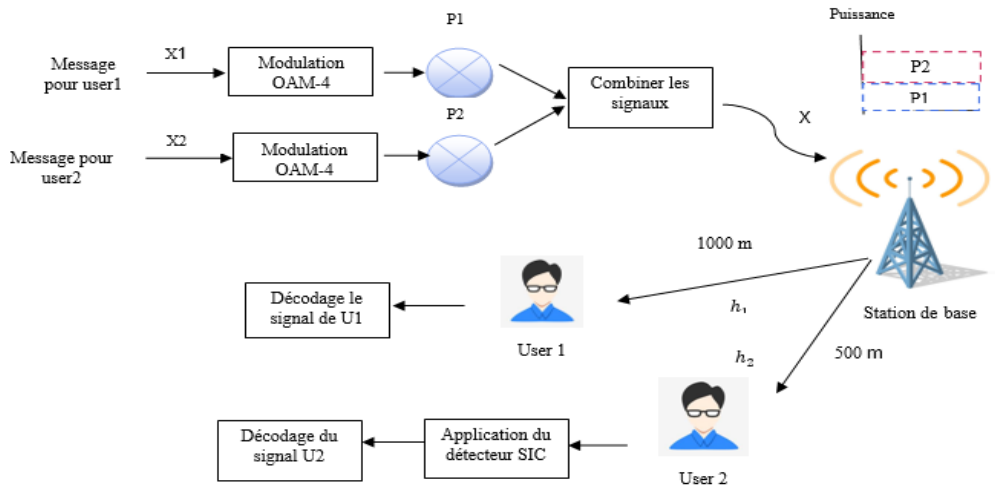 P1
Puissance
X1
Message
pour user1
Modulation
OAM-4
Combiner les
signaux
P2
P1
P2
X
X2
Message pour
user2
Modulation
OAM-4
1000 m
Décodage le
signal de U1
h₁
Station de base
User 1
h₂
500 m
Décodage du
signal U2
Application du
détecteur SIC
User 2